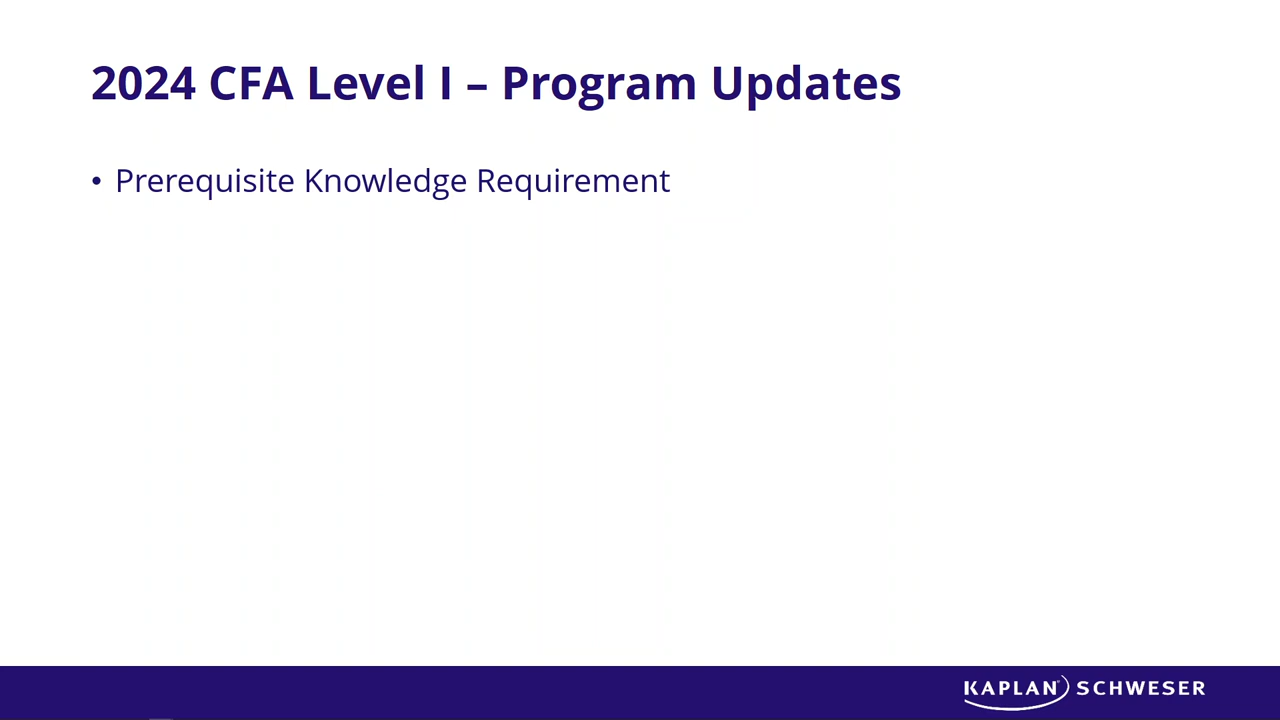 2024 CFA Level I – Program Updates
• Prerequisite Knowledge Requirement
KAPLAN SCHWESER